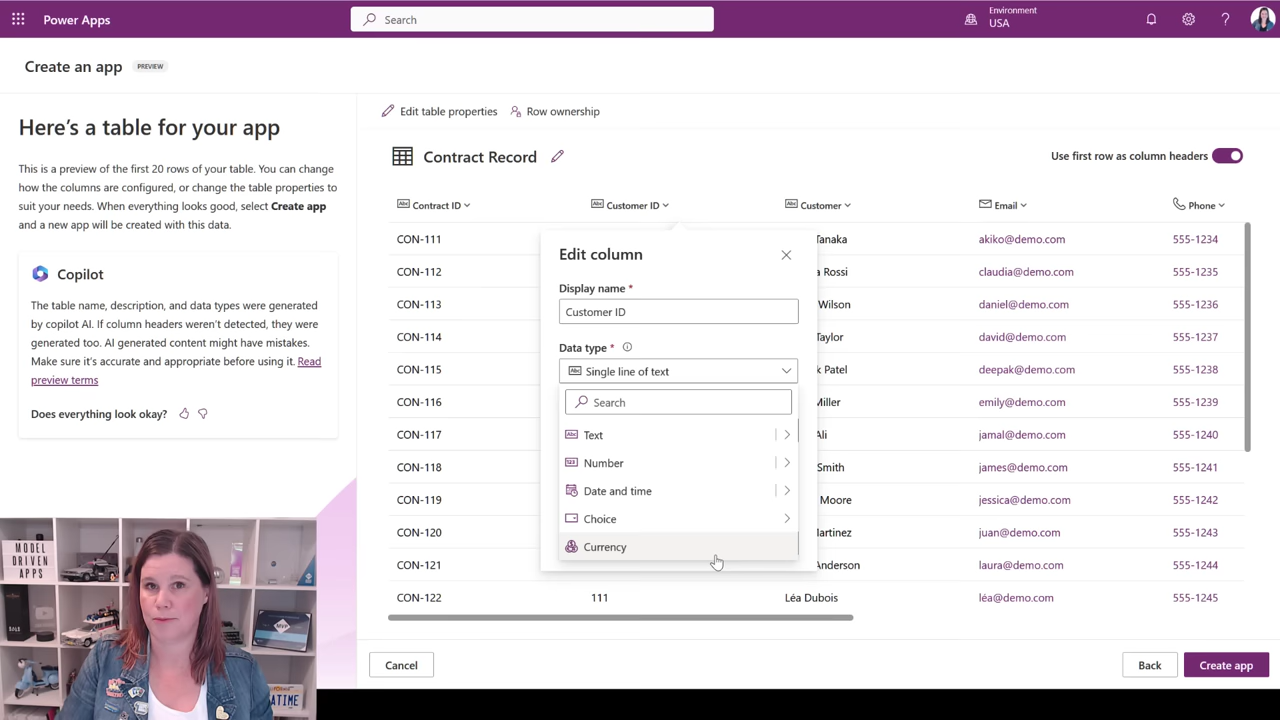 Power Apps
Search
Environment
USA
?
Create an app
PREVIEW
Here's a table for your app
This is a preview of the first 20 rows of your table. You can change
how the columns are configured, or change the table properties to
suit your needs. When everything looks good, select Create app
and a new app will be created with this data.
Copilot
The table name, description, and data types were generated
by copilot AI. If column headers weren't detected, they were
generated too. AI generated content might have mistakes.
Make sure it's accurate and appropriate before using it. Read
preview terms
Does everything look okay?
Edit table properties
Row ownership
Contract Record
Use first row as column headers
Abc Contract ID
Abc Customer ID
Abc Customer
Email
Phone
CON-111 Tanaka akiko@demo.com 555-1234
CON-112 a Rossi claudia@demo.com 555-1235
CON-113 Wilson daniel@demo.com 555-1236
CON-114 Taylor david@demo.com 555-1237
CON-115 k Patel deepak@demo.com 555-1238
CON-116 Miller emily@demo.com 555-1239
CON-117 Ali jamal@demo.com 555-1240
CON-118 Smith james@demo.com 555-1241
CON-119 Moore jessica@demo.com 555-1242
CON-120 Martinez juan@demo.com 555-1243
CON-121 Anderson laura@demo.com 555-1244
CON-122 111 Léa Dubois léa@demo.com 555-1245
Edit column
Display name *
Customer ID
Data type *
Abc Single line of text
Search
Abc Text
123 Number
Date and time
Choice
Currency
Cancel
Back
Create app
MODEL
DRIVEN
APPS
MVP